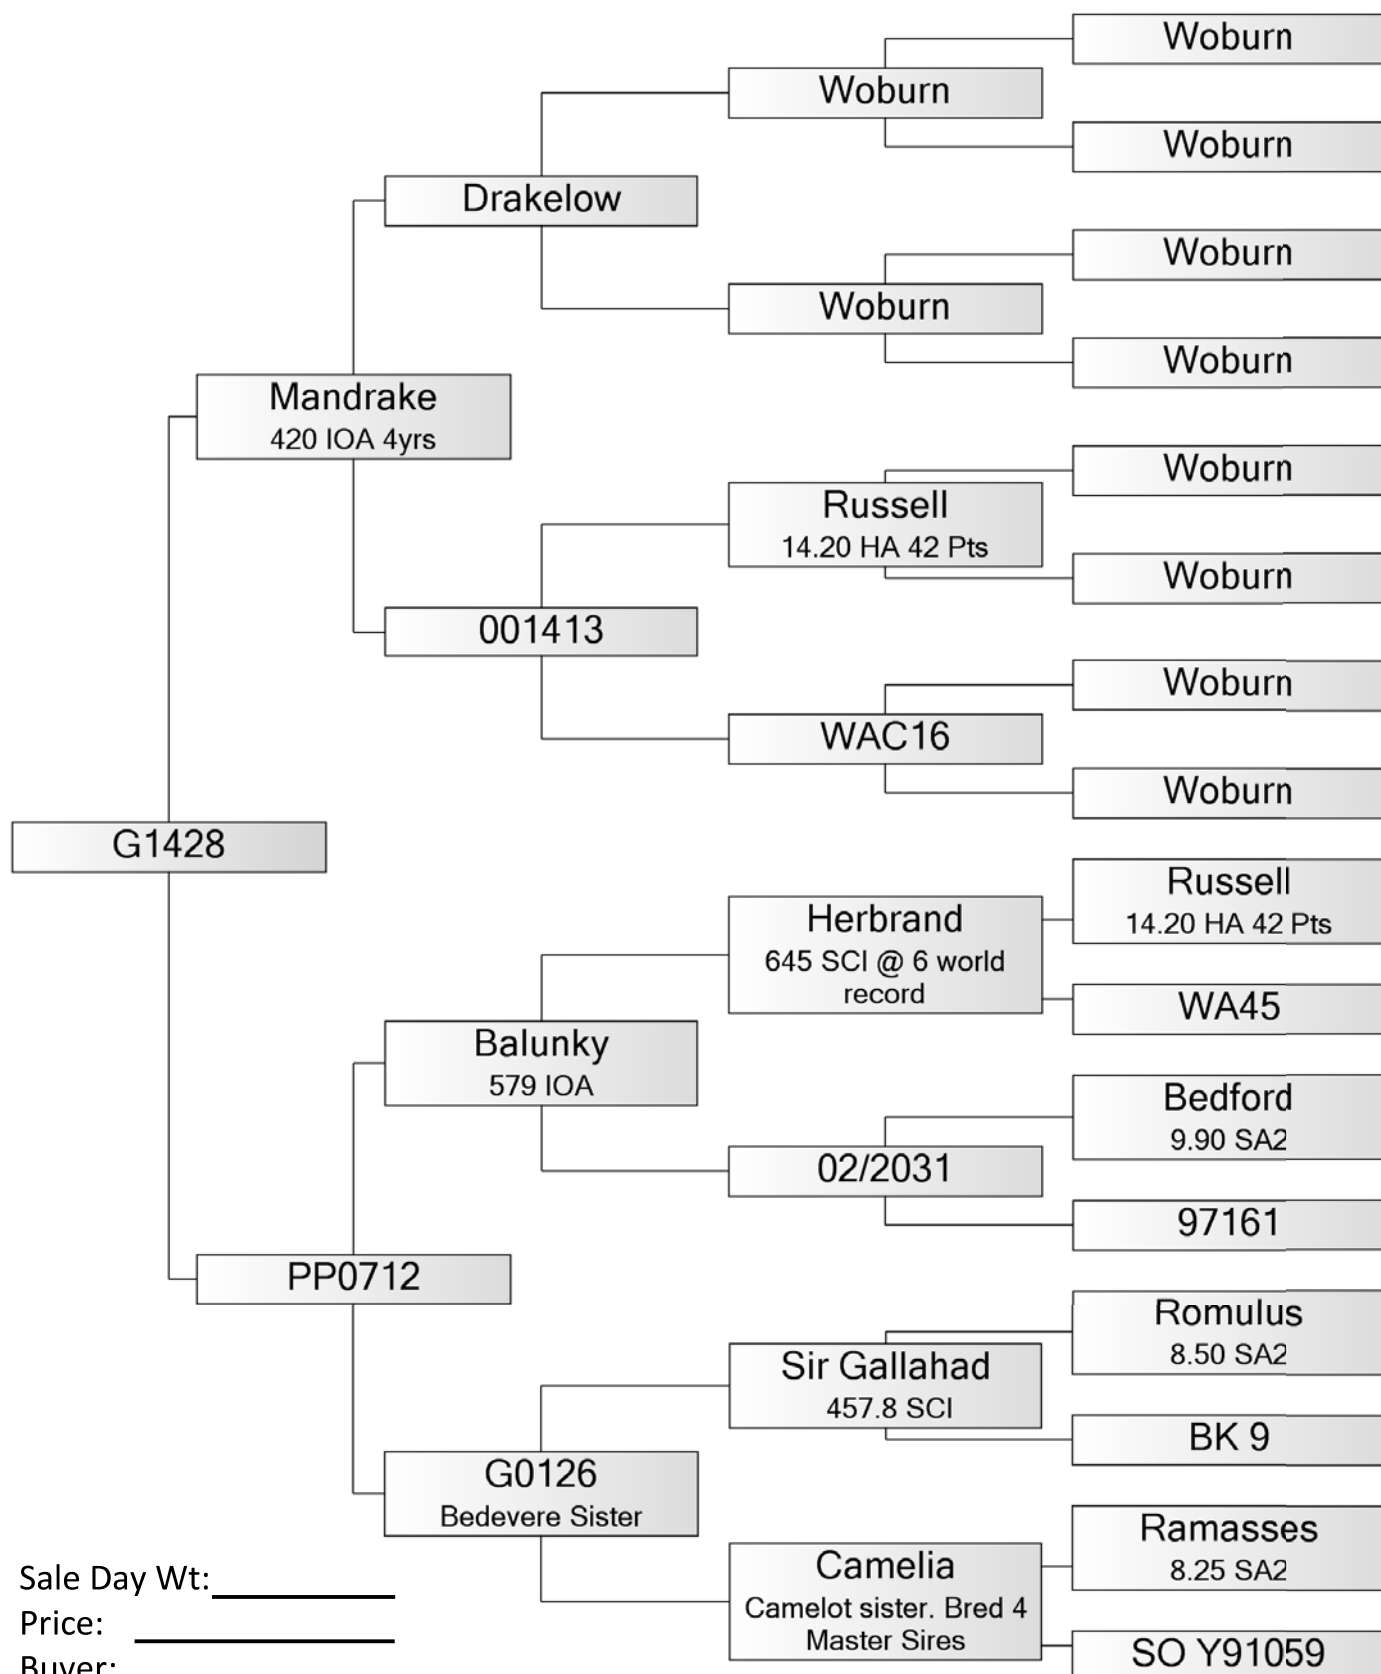 Woburn
Woburn
Woburn
Drakelow
Woburn
Woburn
Woburn
Mandrake
420 IOA 4yrs
Woburn
Russell
14.20 HA 42 Pts
Woburn
001413
Woburn
WAC16
Woburn
G1428
Russell
14.20 HA 42 Pts
Herbrand
645 SCI @ 6 world
record
WA45
Balunky
579 IOA
Bedford
9.90 SA2
02/2031
97161
PP0712
Romulus
8.50 SA2
Sir Gallahad
457.8 SCI
BK 9
G0126
Bedevere Sister
Ramasses
8.25 SA2
Camelia
Camelot sister. Bred 4
Master Sires
SO Y91059
Sale Day Wt:
Price:
Buyer: